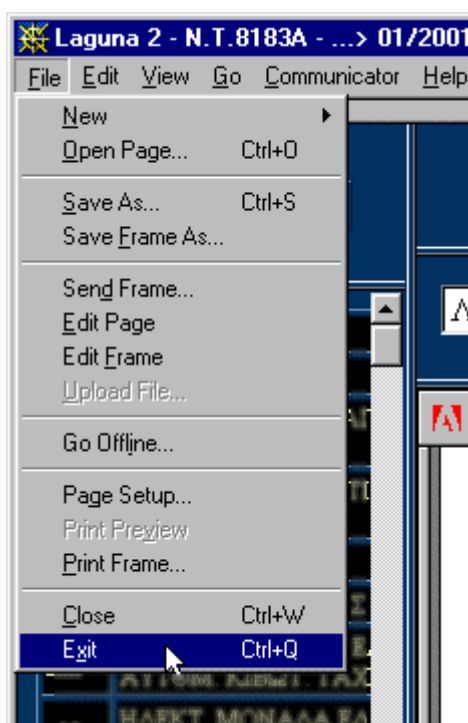 Laguna 2 - N.T.8183A - ...> 01/2001
File Edit View Go Communicator Help
New
Open Page... Ctrl+O
Save As... Ctrl+S
Save Frame As...
Send Frame...
Edit Page
Edit Frame
Upload File...
Go Offline...
Page Setup...
Print Preview
Print Frame...
Close Ctrl+W
Exit Ctrl+Q